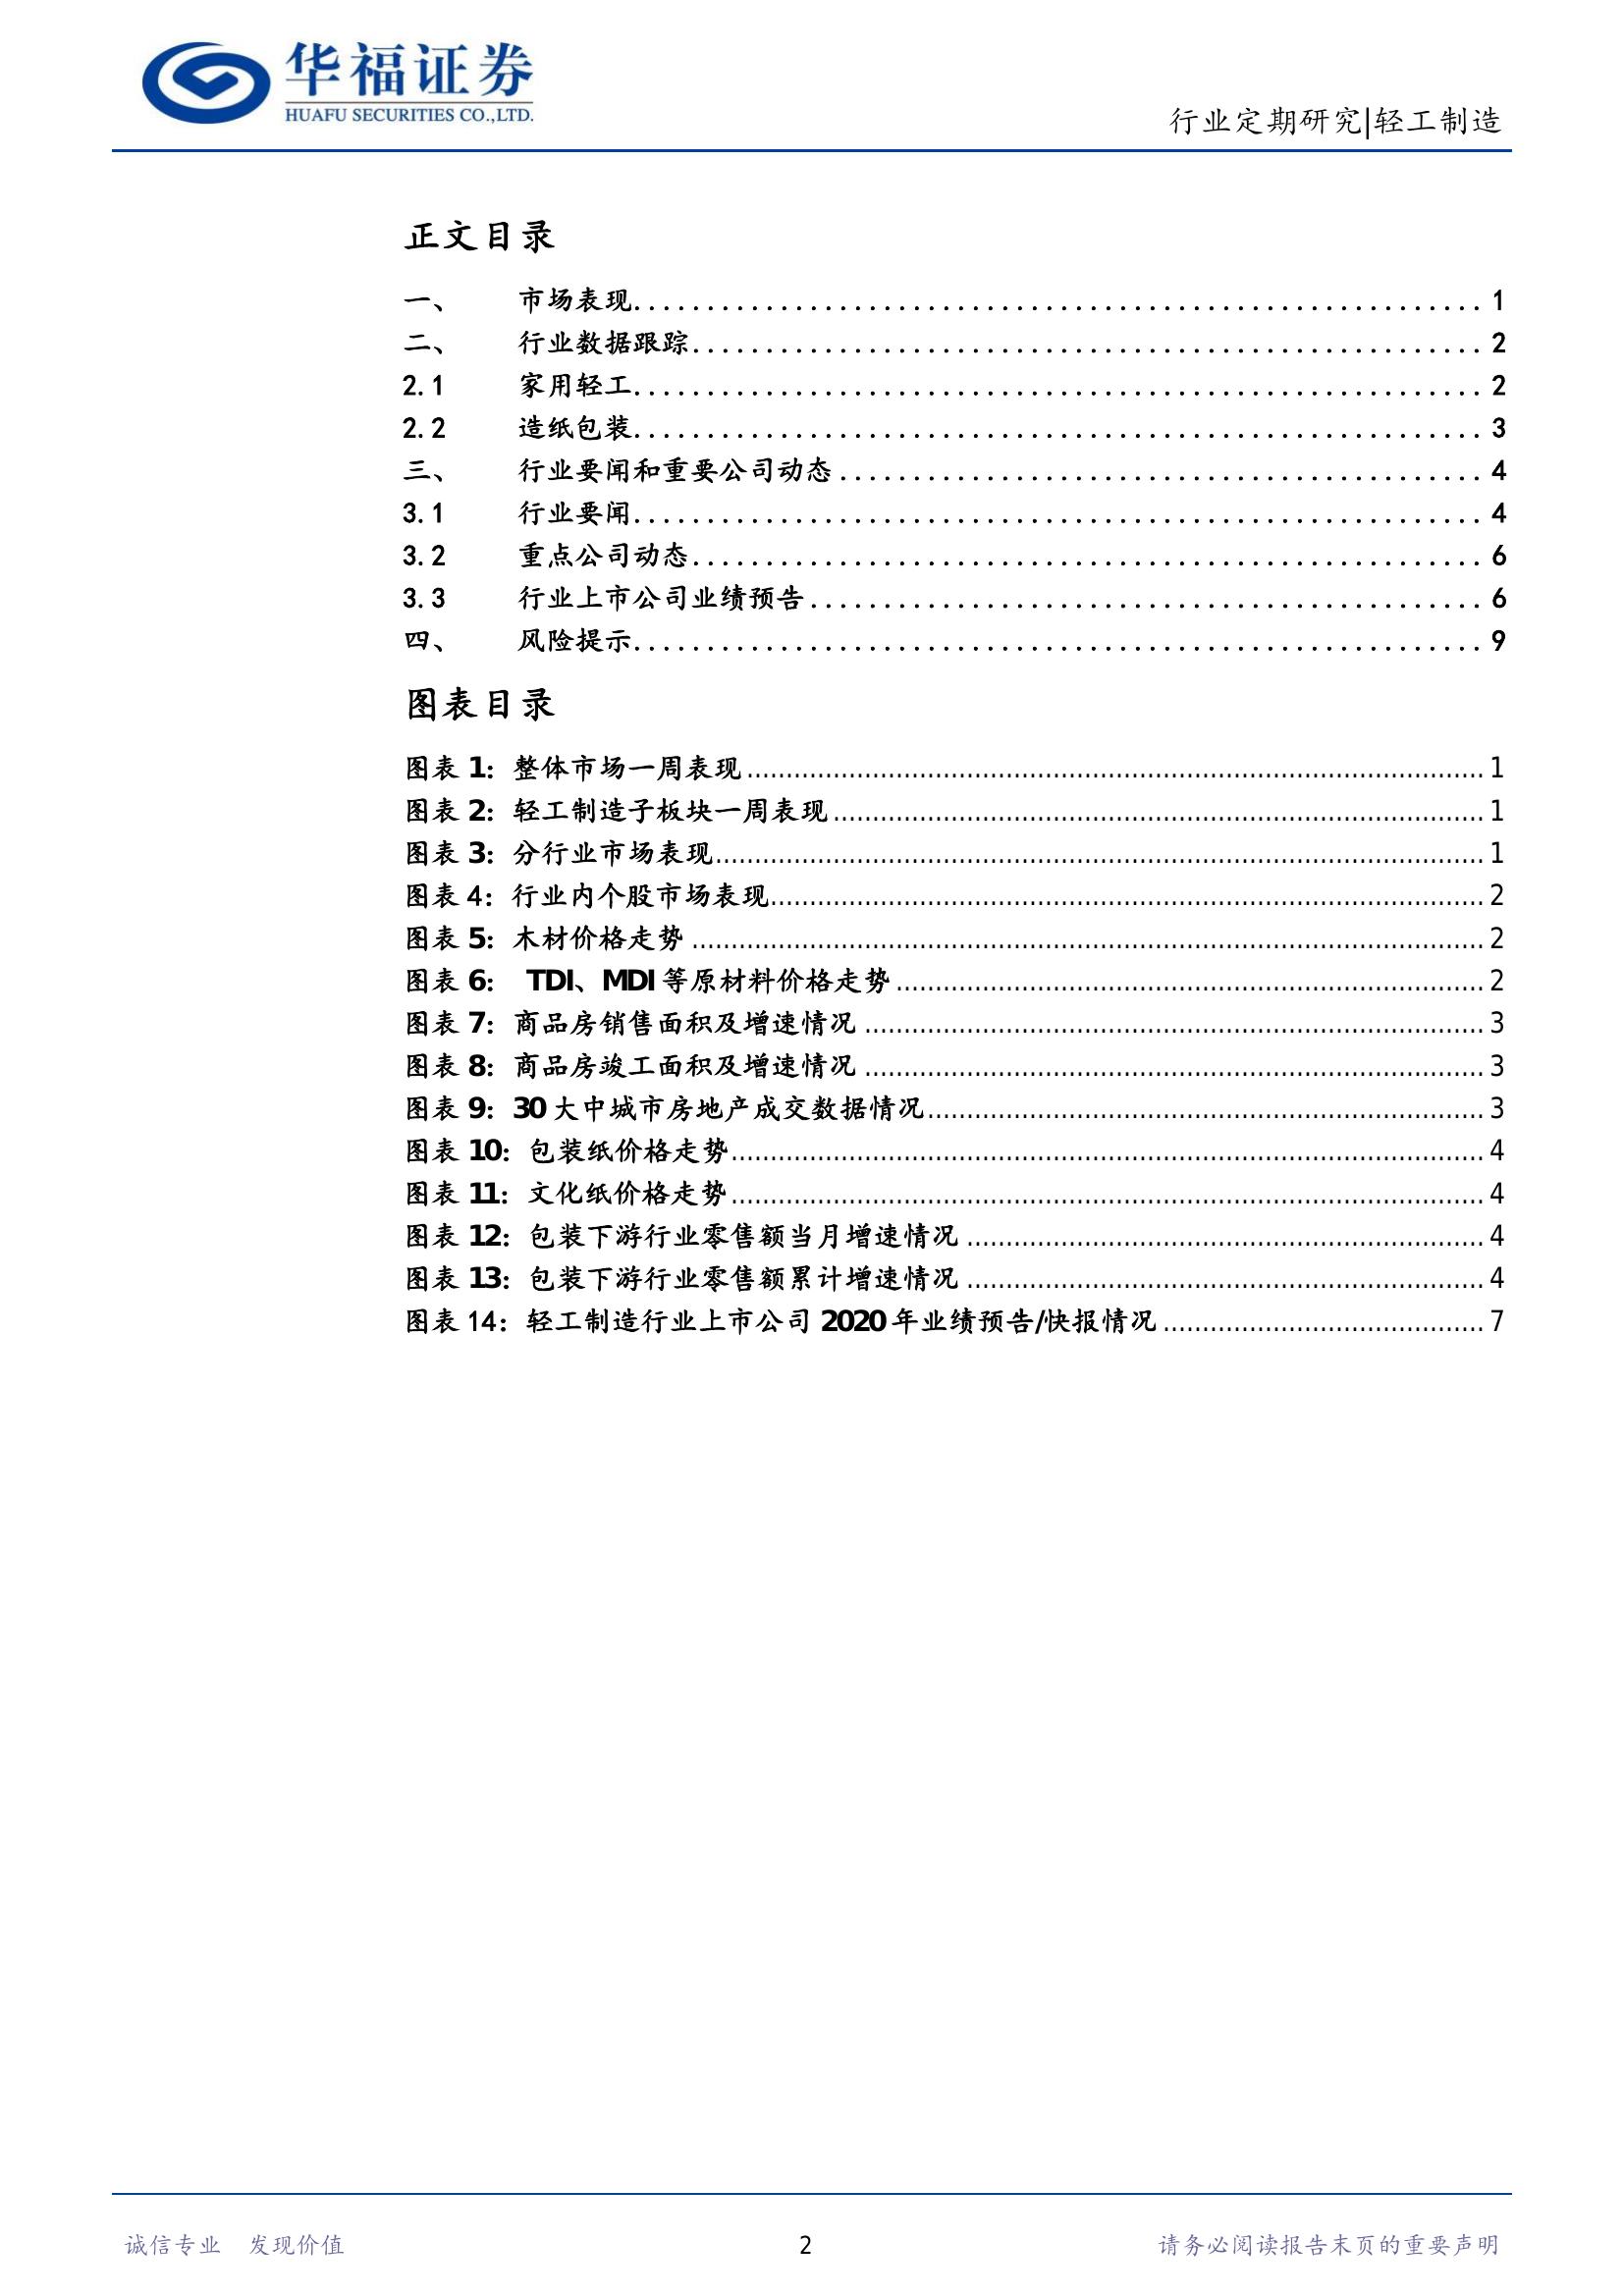 华福证券
HUAFU SECURITIES CO.,LTD.
行业定期研究|轻工制造
正文目录
一、 市场表现 1
二、 行业数据跟踪 2
2.1 家用轻工 2
2.2 造纸包装 3
三、 行业要闻和重要公司动态 4
3.1 行业要闻 4
3.2 重点公司动态 6
3.3 行业上市公司业绩预告 6
四、 风险提示 9
图表目录
图表 1：整体市场一周表现 1
图表 2：轻工制造子板块一周表现 1
图表 3：分行业市场表现 1
图表 4：行业内个股市场表现 2
图表 5：木材价格走势 2
图表 6： TDI、MDI 等原材料价格走势 2
图表 7：商品房销售面积及增速情况 3
图表 8：商品房竣工面积及增速情况 3
图表 9：30 大中城市房地产成交数据情况 3
图表 10：包装纸价格走势 4
图表 11：文化纸价格走势 4
图表 12：包装下游行业零售额当月增速情况 4
图表 13：包装下游行业零售额累计增速情况 4
图表 14：轻工制造行业上市公司 2020 年业绩预告/快报情况 7
诚信专业 发现价值 2 请务必阅读报告末页的重要声明